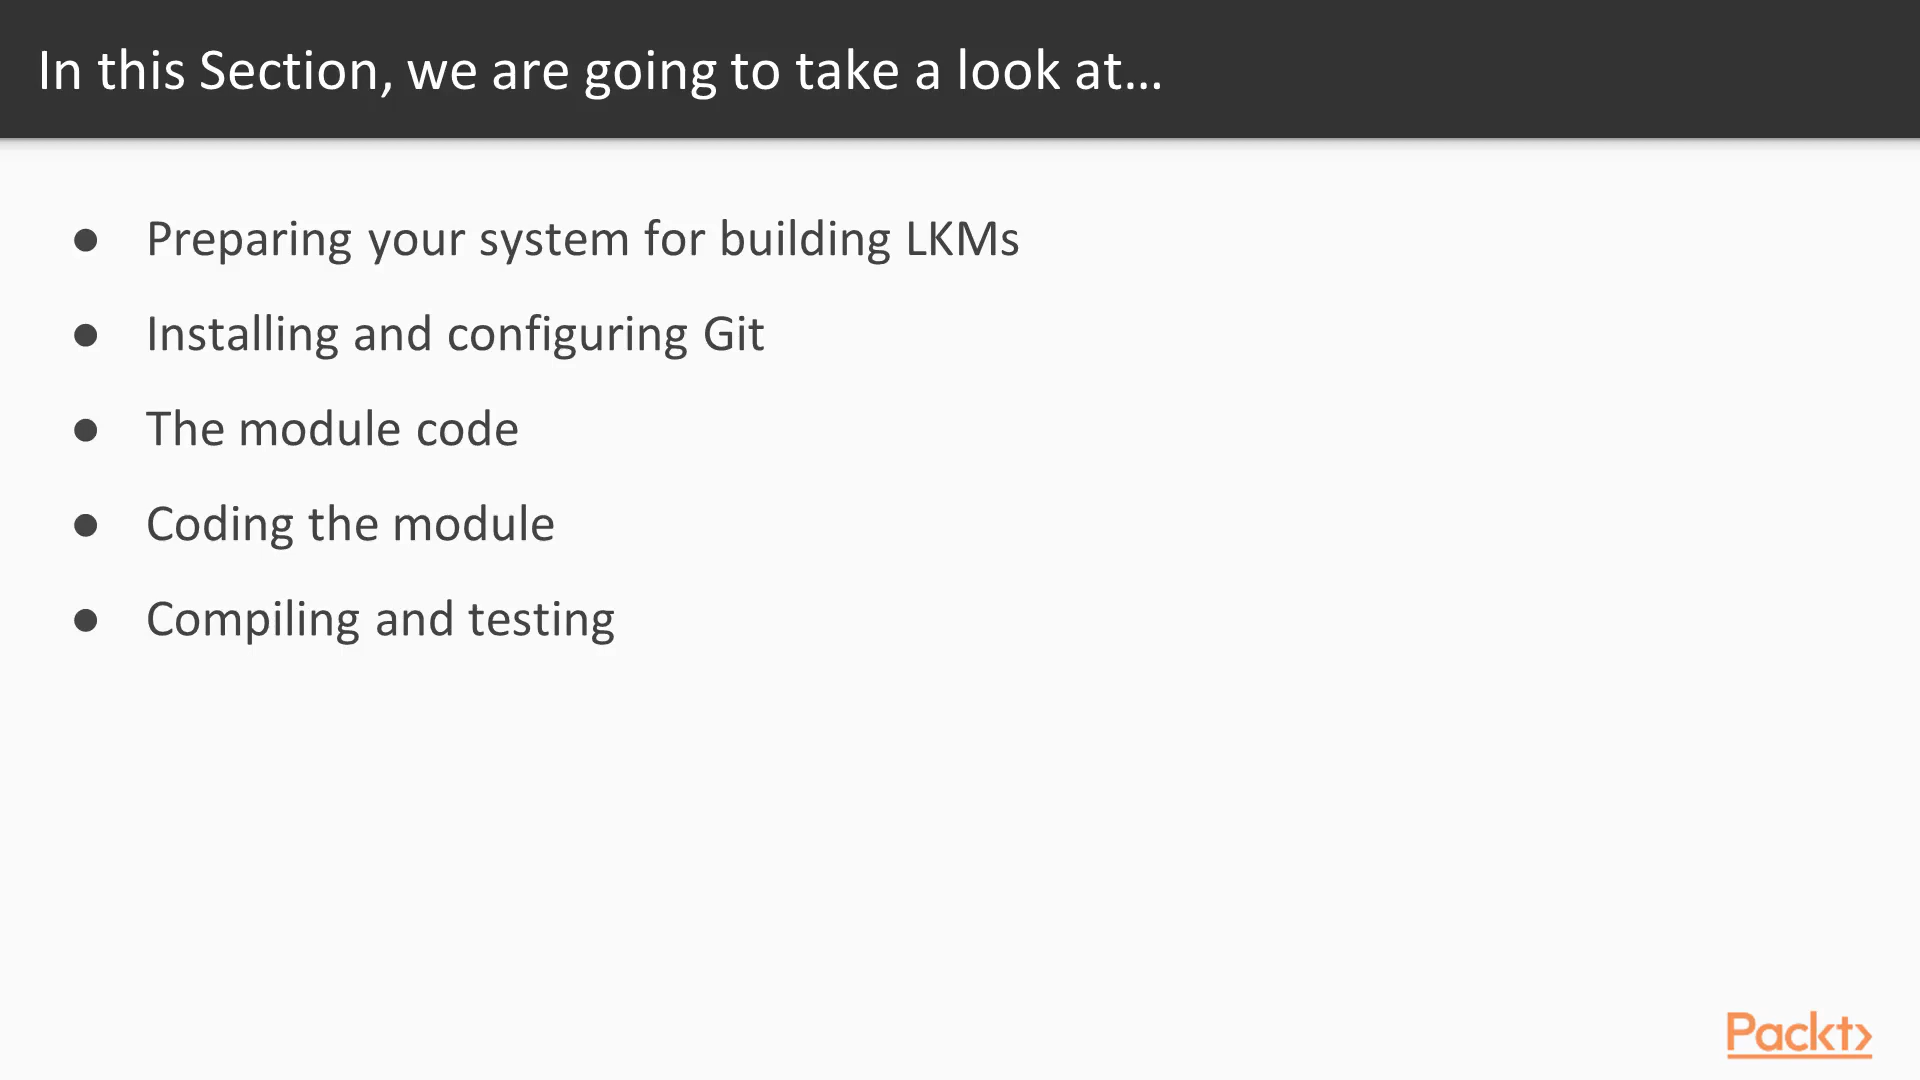 In this Section, we are going to take a look at…
● Preparing your system for building LKMs
● Installing and configuring Git
● The module code
● Coding the module
● Compiling and testing
Packt>